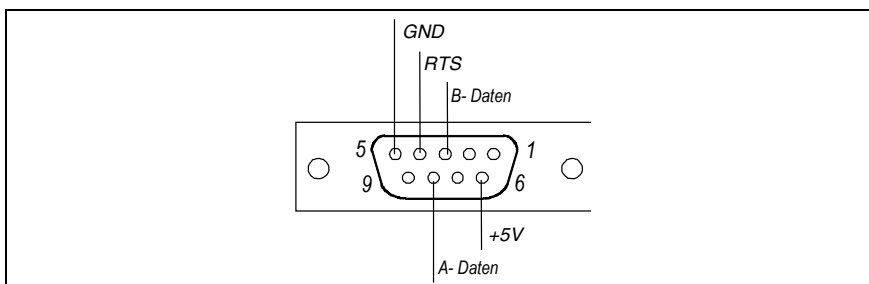 GND
RTS
B- Daten
5
1
9
6
+5V
A- Daten